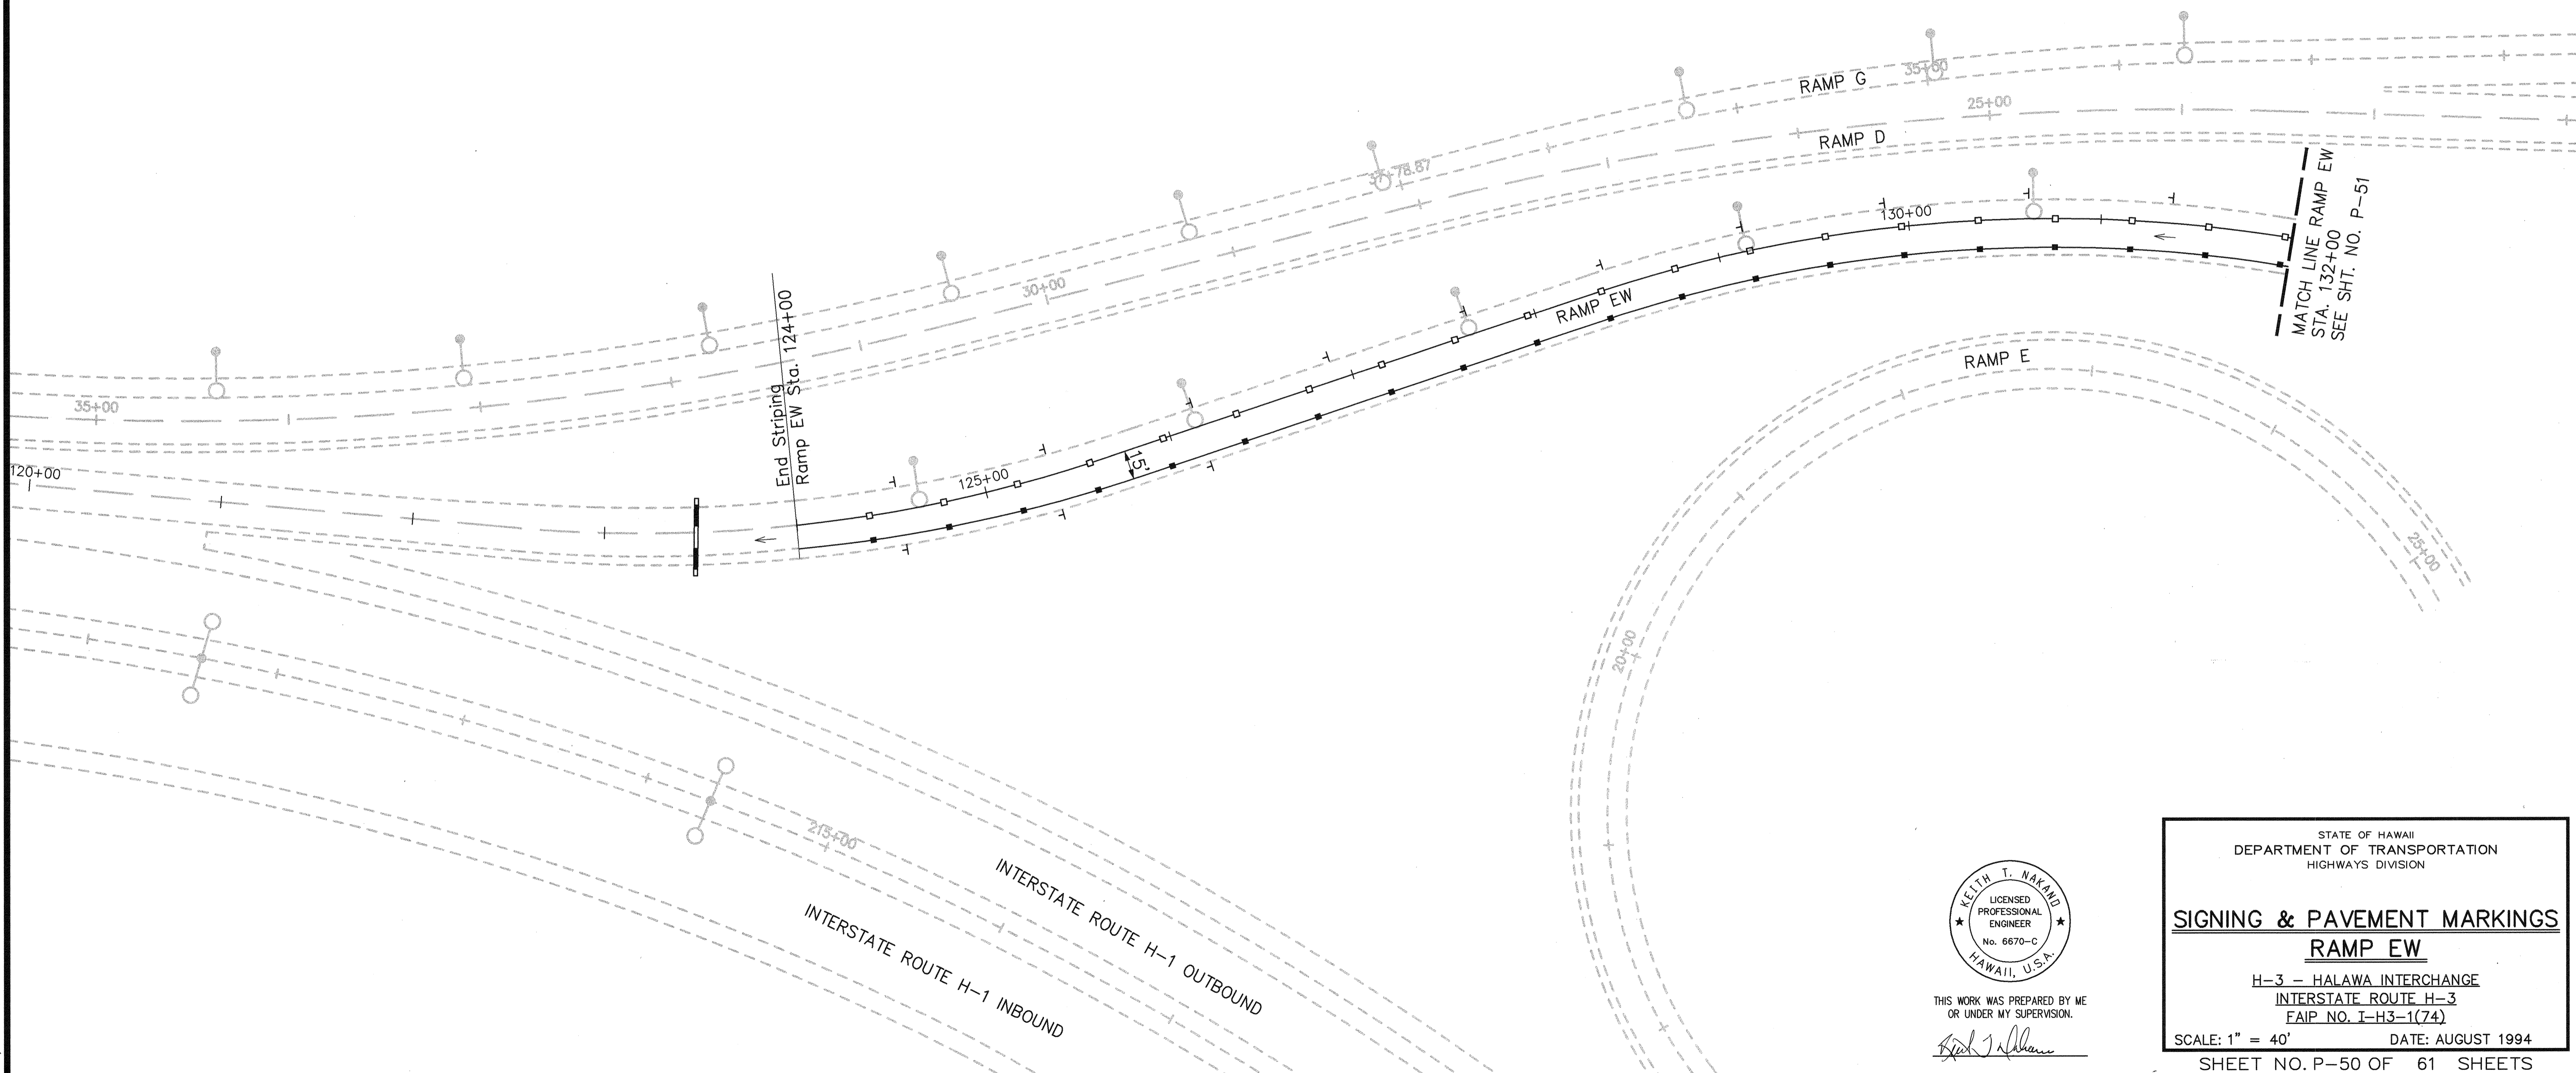 RAMP G
35+00
25+00
RAMP D
37+78.87
MATCH LINE RAMP EW
STA. 132+00
SEE SHT. NO. P-51
130+00
30+00
RAMP EW
End Striping
Ramp EW Sta. 124+00
RAMP E
35+00
120+00
125+00
15'
25+00
20+00
215+00
INTERSTATE ROUTE H-1 OUTBOUND
INTERSTATE ROUTE H-1 INBOUND
KEITH T. NAKANO
LICENSED
PROFESSIONAL
ENGINEER
No. 6670-C
HAWAII, U.S.A.
THIS WORK WAS PREPARED BY ME
OR UNDER MY SUPERVISION.
STATE OF HAWAII
DEPARTMENT OF TRANSPORTATION
HIGHWAYS DIVISION
SIGNING & PAVEMENT MARKINGS
RAMP EW
H-3 - HALAWA INTERCHANGE
INTERSTATE ROUTE H-3
FAIP NO. I-H3-1(74)
SCALE: 1" = 40' DATE: AUGUST 1994
SHEET NO. P-50 OF 61 SHEETS